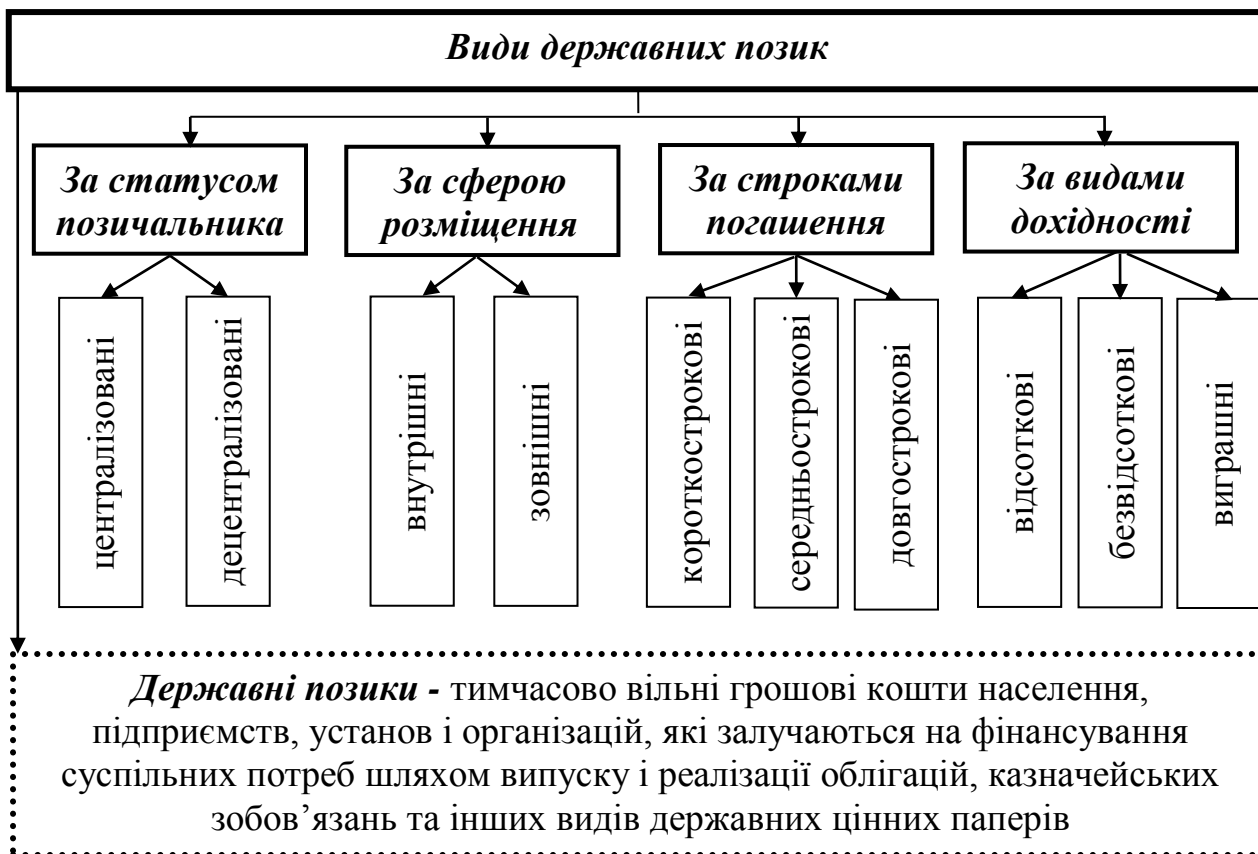 Види державних позик
За статусом
позичальника
За сферою
розміщення
За строками
погашення
За видами
дохідності
централізовані
децентралізовані
внутрішні
зовнішні
короткострокові
середньострокові
довгострокові
відсоткові
безвідсоткові
виграшні
Державні позики - тимчасово вільні грошові кошти населення,
підприємств, установ і організацій, які залучаються на фінансування
суспільних потреб шляхом випуску і реалізації облігацій, казначейських
зобов’язань та інших видів державних цінних паперів